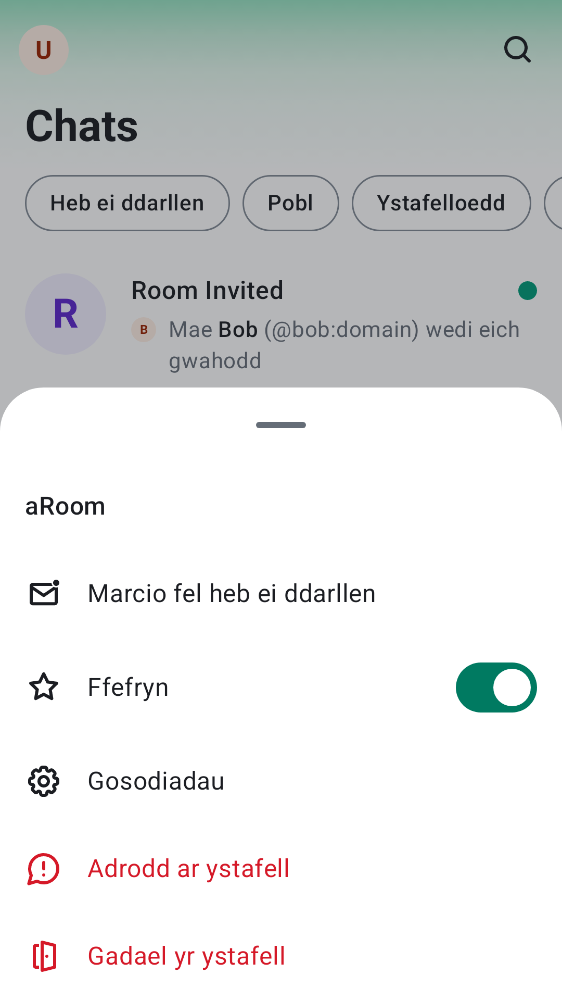 U
Chats
Heb ei ddarllen
Pobl
Ystafelloedd
R
Room Invited
B
Mae Bob (@bob:domain) wedi eich
gwahodd
aRoom
Marcio fel heb ei ddarllen
Ffefryn
Gosodiadau
Adrodd ar ystafell
Gadael yr ystafell